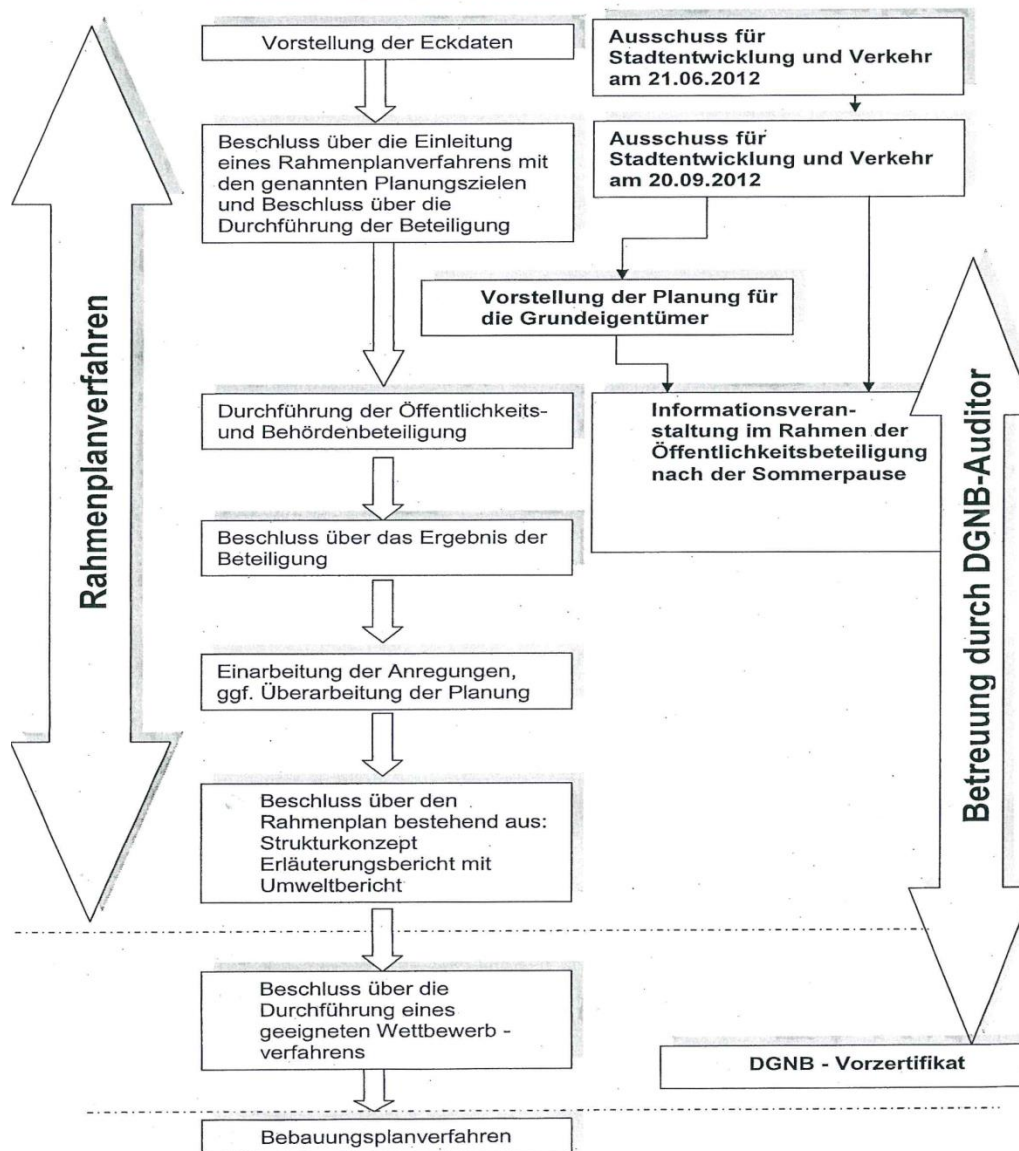 Vorstellung der Eckdaten
Ausschuss für
Stadtentwicklung und Verkehr
am 21.06.2012
Beschluss über die Einleitung
eines Rahmenplanverfahrens mit
den genannten Planungszielen
und Beschluss über die
Durchführung der Beteiligung
Ausschuss für
Stadtentwicklung und Verkehr
am 20.09.2012
Vorstellung der Planung für
die Grundeigentümer
Rahmenplanverfahren
Durchführung der Öffentlichkeits-
und Behördenbeteiligung
Informationsveran-
staltung im Rahmen der
Öffentlichkeitsbeteiligung
nach der Sommerpause
Betreuung durch DGNB-Auditor
Beschluss über das Ergebnis der
Beteiligung
Einarbeitung der Anregungen,
ggf. Überarbeitung der Planung
Beschluss über den
Rahmenplan bestehend aus:
Strukturkonzept
Erläuterungsbericht mit
Umweltbericht
Beschluss über die
Durchführung eines
geeigneten Wettbewerb -
verfahrens
DGNB - Vorzertifikat
Bebauungsplanverfahren